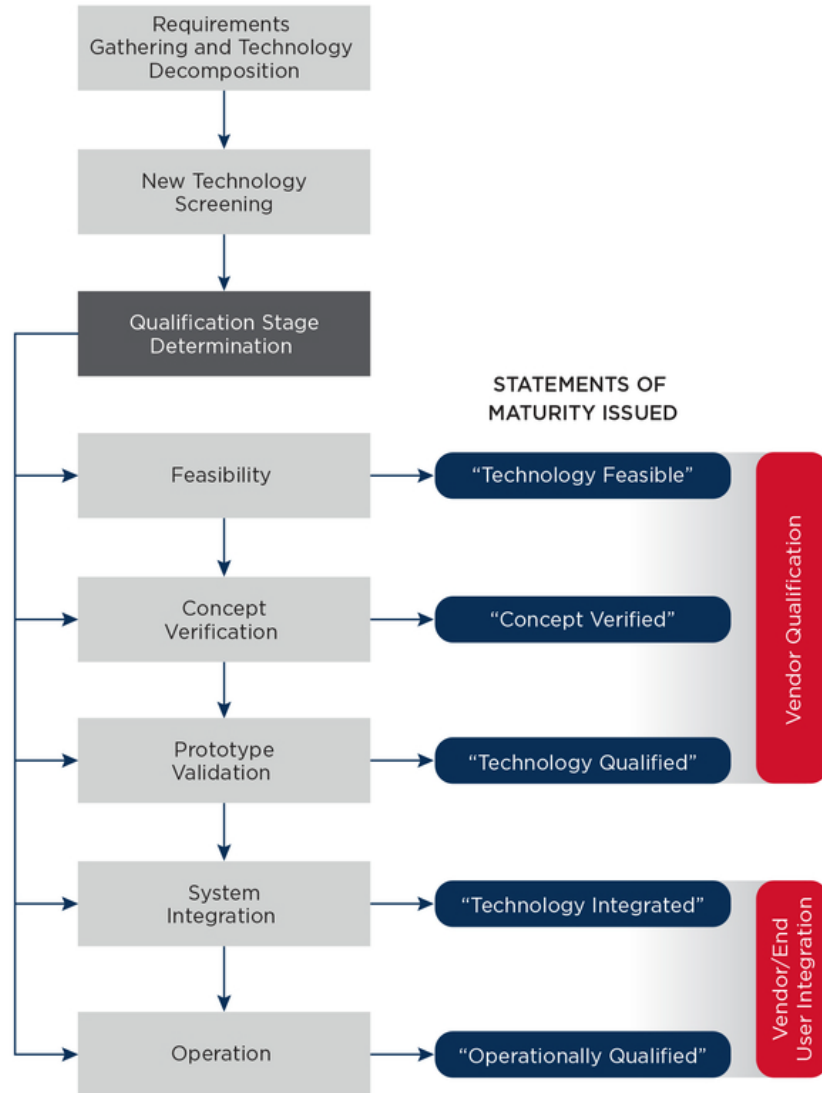 Requirements
Gathering and Technology
Decomposition
New Technology
Screening
Qualification Stage
Determination
STATEMENTS OF
MATURITY ISSUED
Feasibility
“Technology Feasible”
Concept
Verification
“Concept Verified”
Prototype
Validation
“Technology Qualified”
Vendor Qualification
System
Integration
“Technology Integrated”
Operation
“Operationally Qualified”
Vendor/End
User Integration